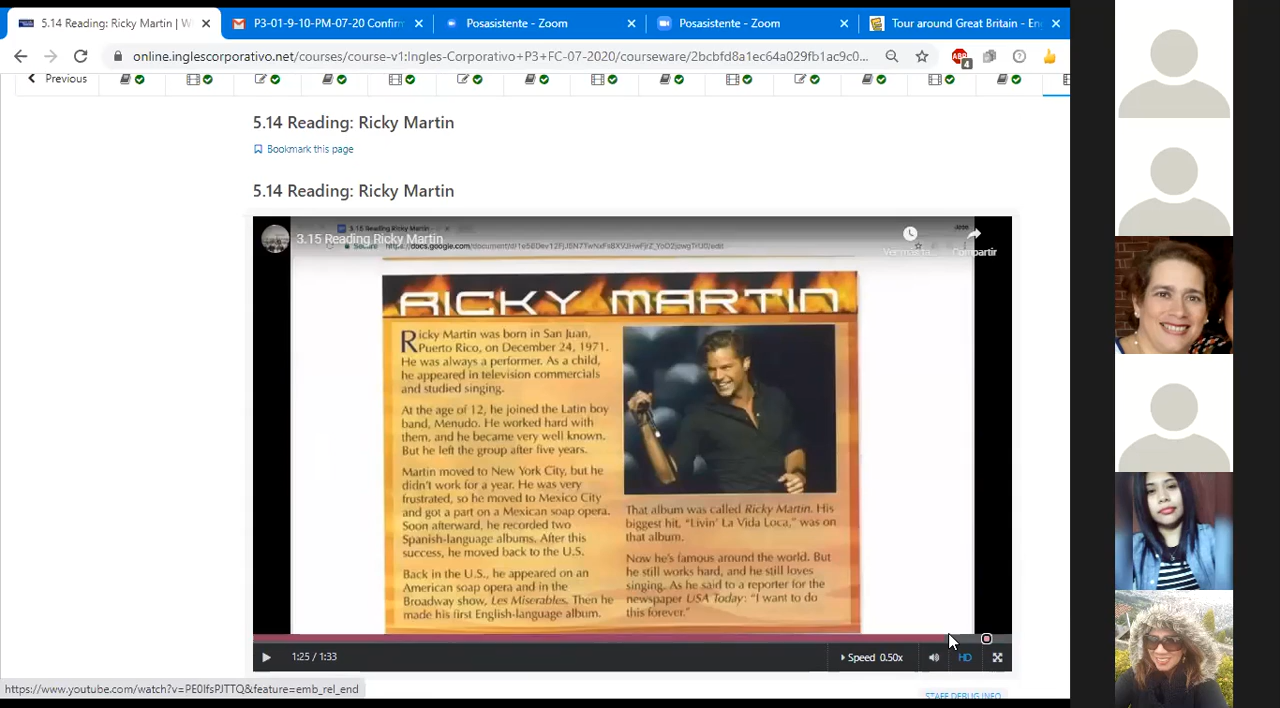 5.14 Reading: Ricky Martin | W
P3-01-9-10-PM-07-20 Confirm
Posasistente - Zoom
Posasistente - Zoom
Tour around Great Britain - En
online.inglescorporativo.net/courses/course-v1:Ingles-Corporativo+P3+FC-07-2020/courseware/2bcbfd8a1ec64a029fb1ac9c0...
4
Previous
5.14 Reading: Ricky Martin
Bookmark this page
5.14 Reading: Ricky Martin
3.15 Reading Ricky Martin
3.15 Reading Ricky Martin
Compartir
RICKY MARTIN
Ricky Martin was born in San Juan,
Puerto Rico, on December 24, 1971.
He was always a performer. As a child,
he appeared in television commercials
and studied singing.
At the age of 12, he joined the Latin boy
band, Menudo. He worked hard with
them, and he became very well known.
But he left the group after five years.
Martin moved to New York City, but he
didn't work for a year. He was very
frustrated, so he moved to Mexico City
and got a part on a Mexican soap opera.
Soon afterward, he recorded two
Spanish-language albums. After this
success, he moved back to the U.S.
Back in the U.S., he appeared on an
American soap opera and in the
Broadway show, Les Miserables. Then he
made his first English-language album.
That album was called Ricky Martin. His
biggest hit, "Livin' La Vida Loca," was on
that album.
Now he's famous around the world. But
he still works hard, and he still loves
singing. As he said to a reporter for the
newspaper USA Today: "I want to do
this forever."
1:25 / 1:33
Speed 0.50x
HD
https://www.youtube.com/watch?v=PE0IfsPJTTQ&feature=emb_rel_end
STAFF DEBUG INFO